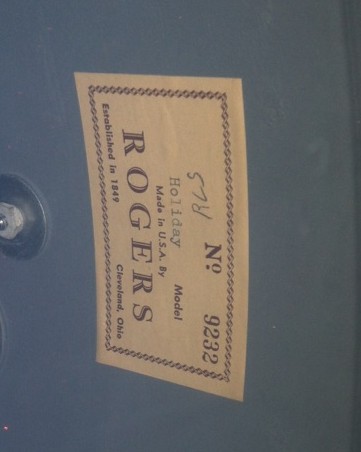 Nº 9232
Holiday Model
Made in U.S.A. By
ROGERS
Established in 1849 Cleveland, Ohio